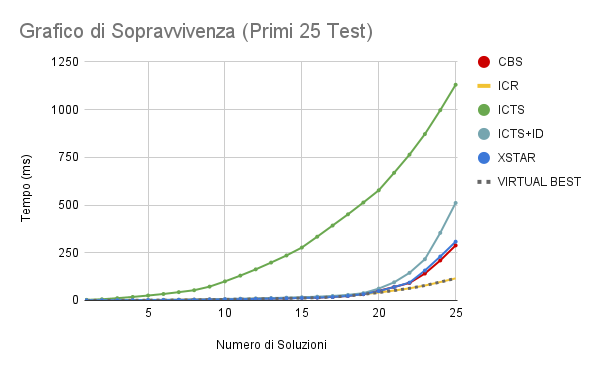 Grafico di Sopravvivenza (Primi 25 Test)
1250
1000
750
500
250
0
Tempo (ms)
5
10
15
20
25
Numero di Soluzioni
CBS
ICR
ICTS
ICTS+ID
XSTAR
VIRTUAL BEST